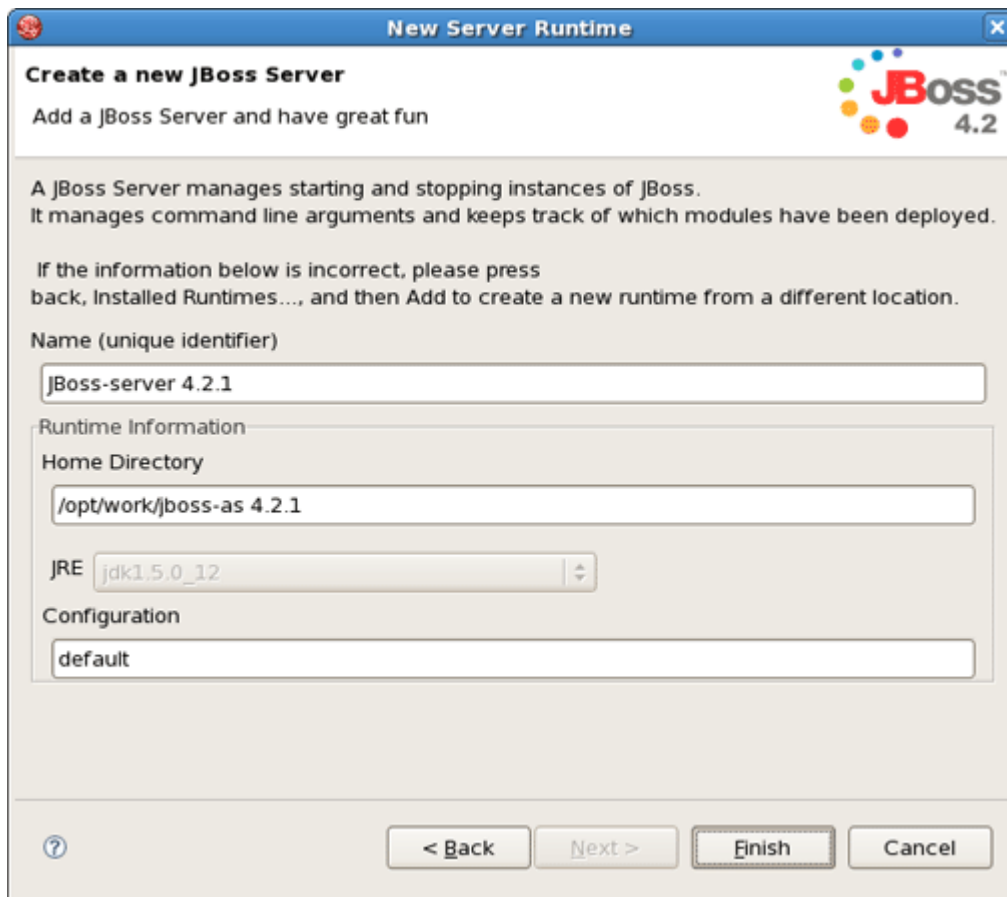 New Server Runtime
Create a new JBoss Server
Add a JBoss Server and have great fun
JBoss™
4.2
A JBoss Server manages starting and stopping instances of JBoss.
It manages command line arguments and keeps track of which modules have been deployed.
If the information below is incorrect, please press
back, Installed Runtimes..., and then Add to create a new runtime from a different location.
Name (unique identifier)
JBoss-server 4.2.1
Runtime Information
Home Directory
/opt/work/jboss-as 4.2.1
JRE jdk1.5.0_12
Configuration
default
? < Back Next > Finish Cancel